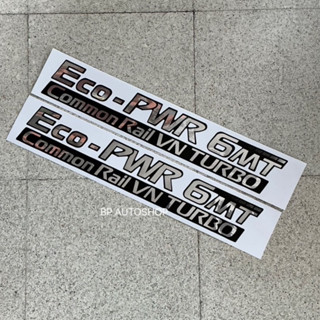 Eco - PWR 6MT
Common Rail VN TURBO
Eco - PWR 6MT
Common Rail VN TURBO
BP AUTOSHOP